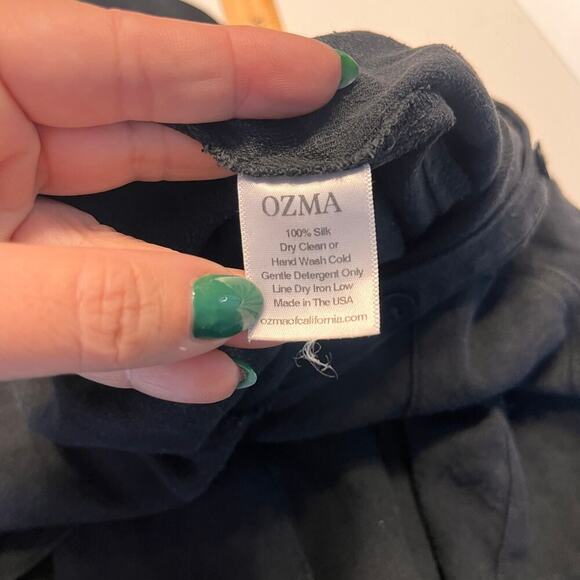 OZMA
100% Silk
Dry Clean or
Hand Wash Cold
Gentle Detergent Only
Line Dry Iron Low
Made in The USA
ozmaofcalifornia.com